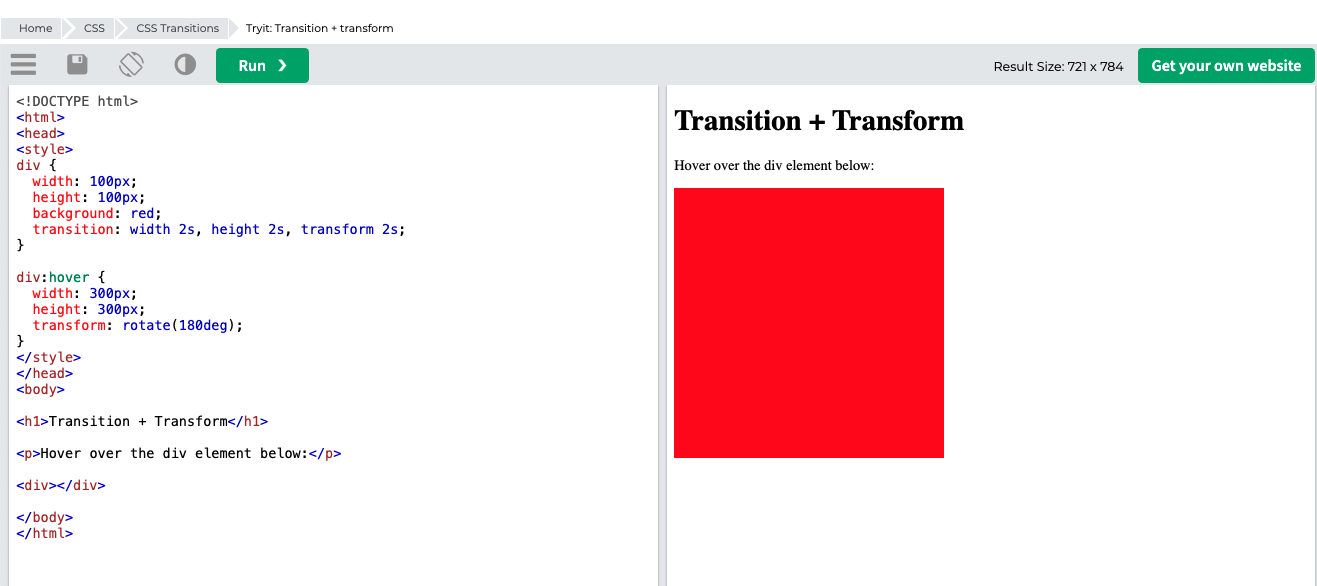 Home CSS CSS Transitions Tryit: Transition + transform
Run ❯ Result Size: 721 x 784 Get your own website
<!DOCTYPE html>
<html>
<head>
<style>
div {
  width: 100px;
  height: 100px;
  background: red;
  transition: width 2s, height 2s, transform 2s;
}

div:hover {
  width: 300px;
  height: 300px;
  transform: rotate(180deg);
}
</style>
</head>
<body>

<h1>Transition + Transform</h1>

<p>Hover over the div element below:</p>

<div></div>

</body>
</html>
Transition + Transform
Hover over the div element below: